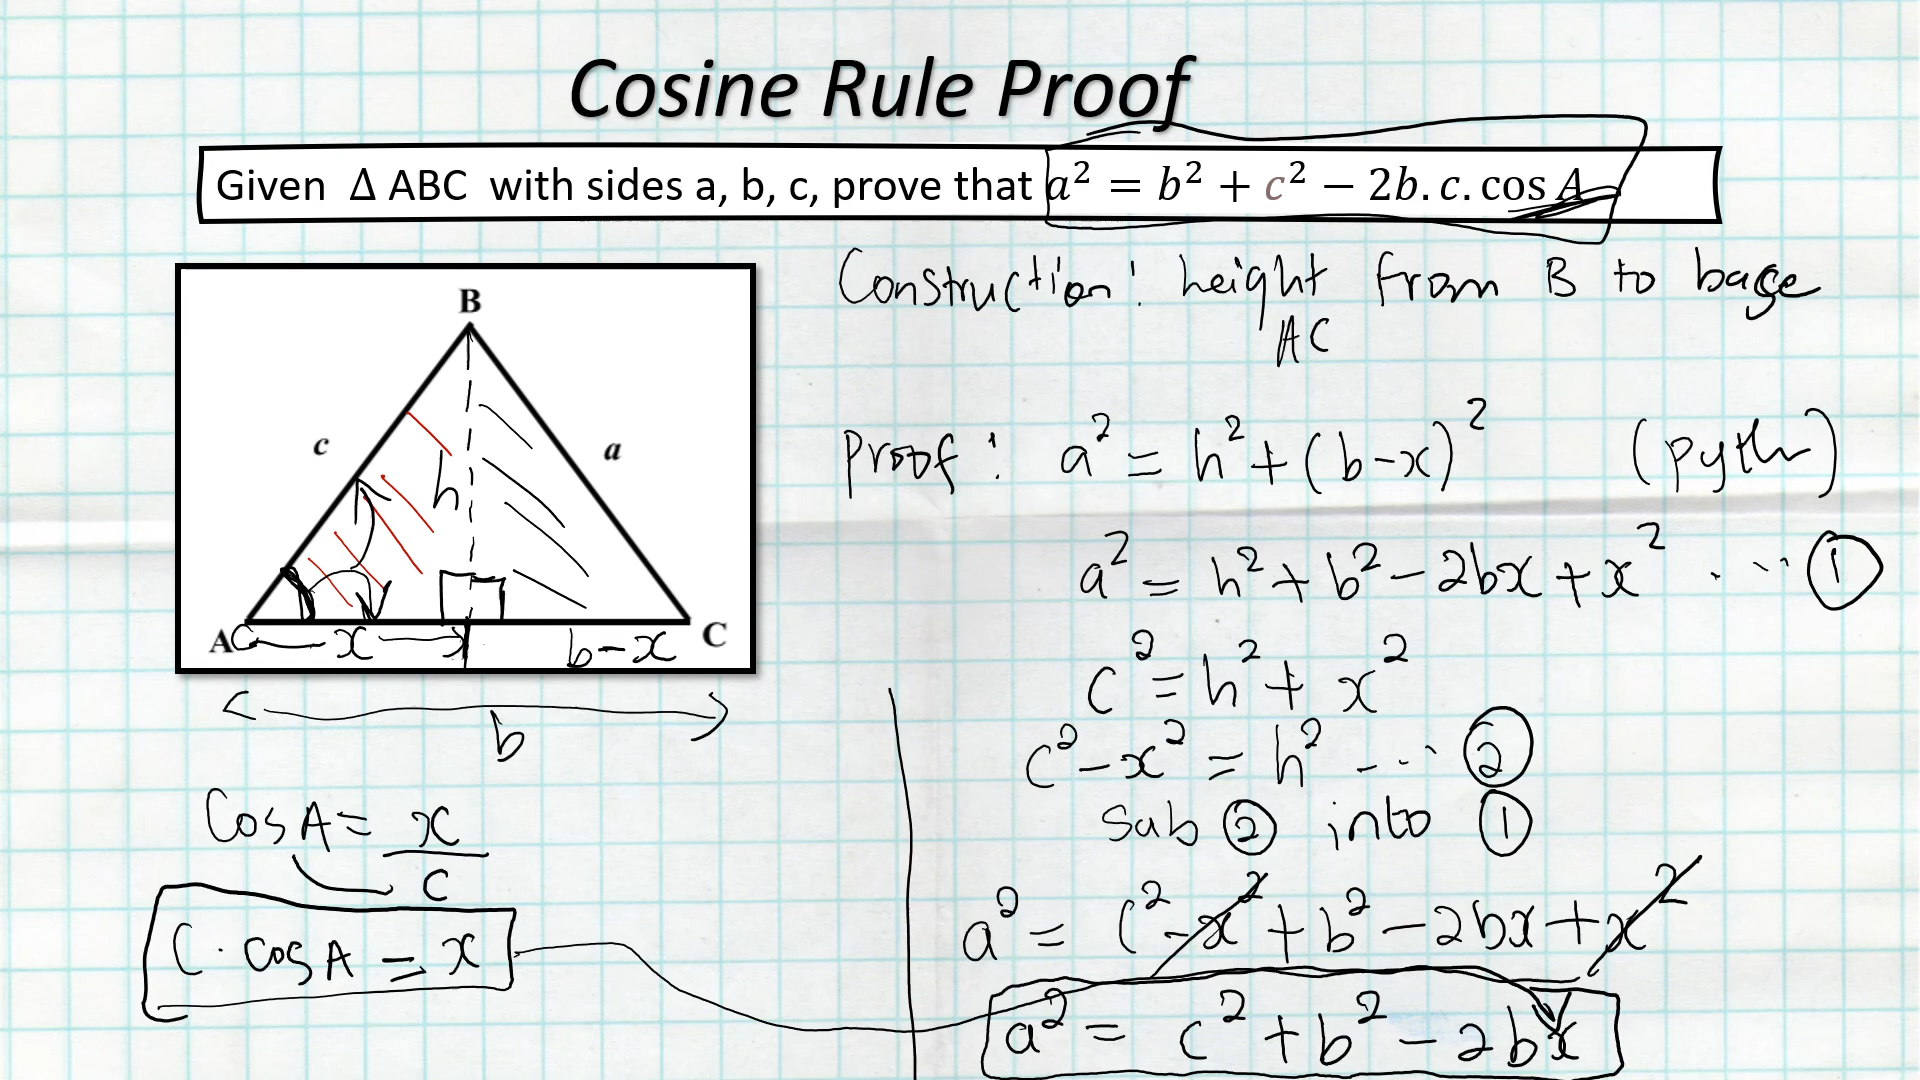 Cosine Rule Proof
Given Δ ABC with sides a, b, c, prove that a² = b² + c² − 2b.c.cos A
Construction: height from B to base
AC
B
c
a
h
A
x
b-x
C
b
Proof: a² = h² + (b-x)² (pyth)
a² = h² + b² - 2bx + x² ... ①
c² = h² + x²
c² - x² = h² ... ②
sub ② into ①
a² = c² - x² + b² - 2bx + x²
a² = c² + b² - 2bx
Cos A = x/c
C · cos A = x